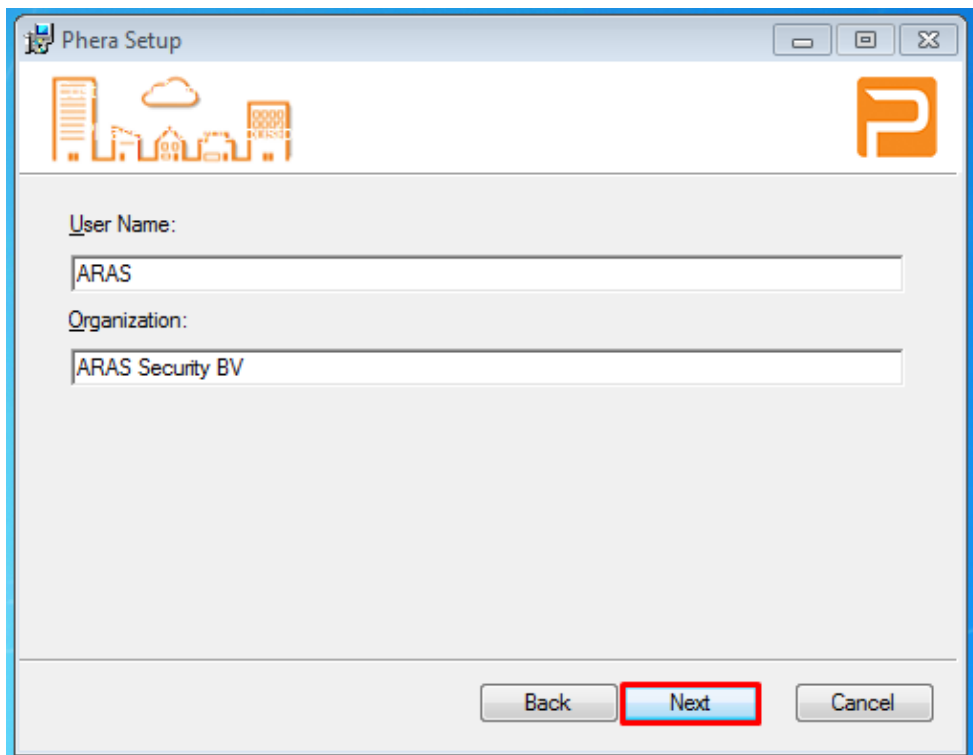 Phera Setup
User Name:
ARAS
Organization:
ARAS Security BV
Back
Next
Cancel